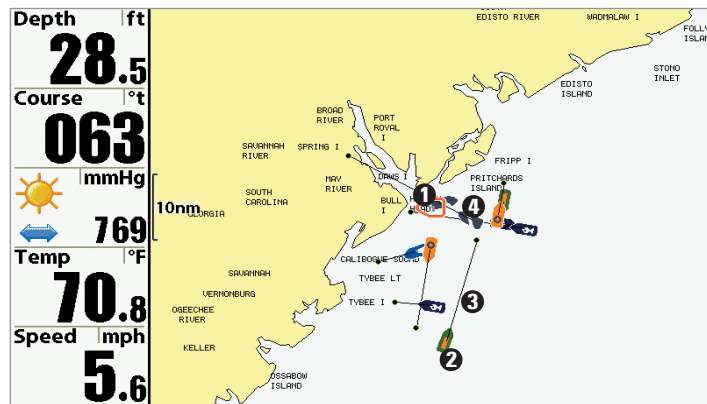 Depth ft
28.5
Course °t
063
mmHg
769
Temp °F
70.8
Speed mph
5.6
10nm
EDISTO RIVER
WADMALAW I
FOLLY
ISLAN
STONO
INLET
EDISTO
ISLAND
BROAD
RIVER
PORT
ROYAL
I
SAVANNAH
RIVER
SPRING I
FRIPP I
PRITCHARDS
ISLAND
DAWS I
MAY
RIVER
SOUTH
CAROLINA
BULL
I
GEORGIA
1
4
CALIBOGUE SOUND
SAVANNAH
TYBEE LT
VERNONBURG
TYBEE I
3
OGEECHEE
RIVER
KELLER
2
OSSABOW
ISLAND